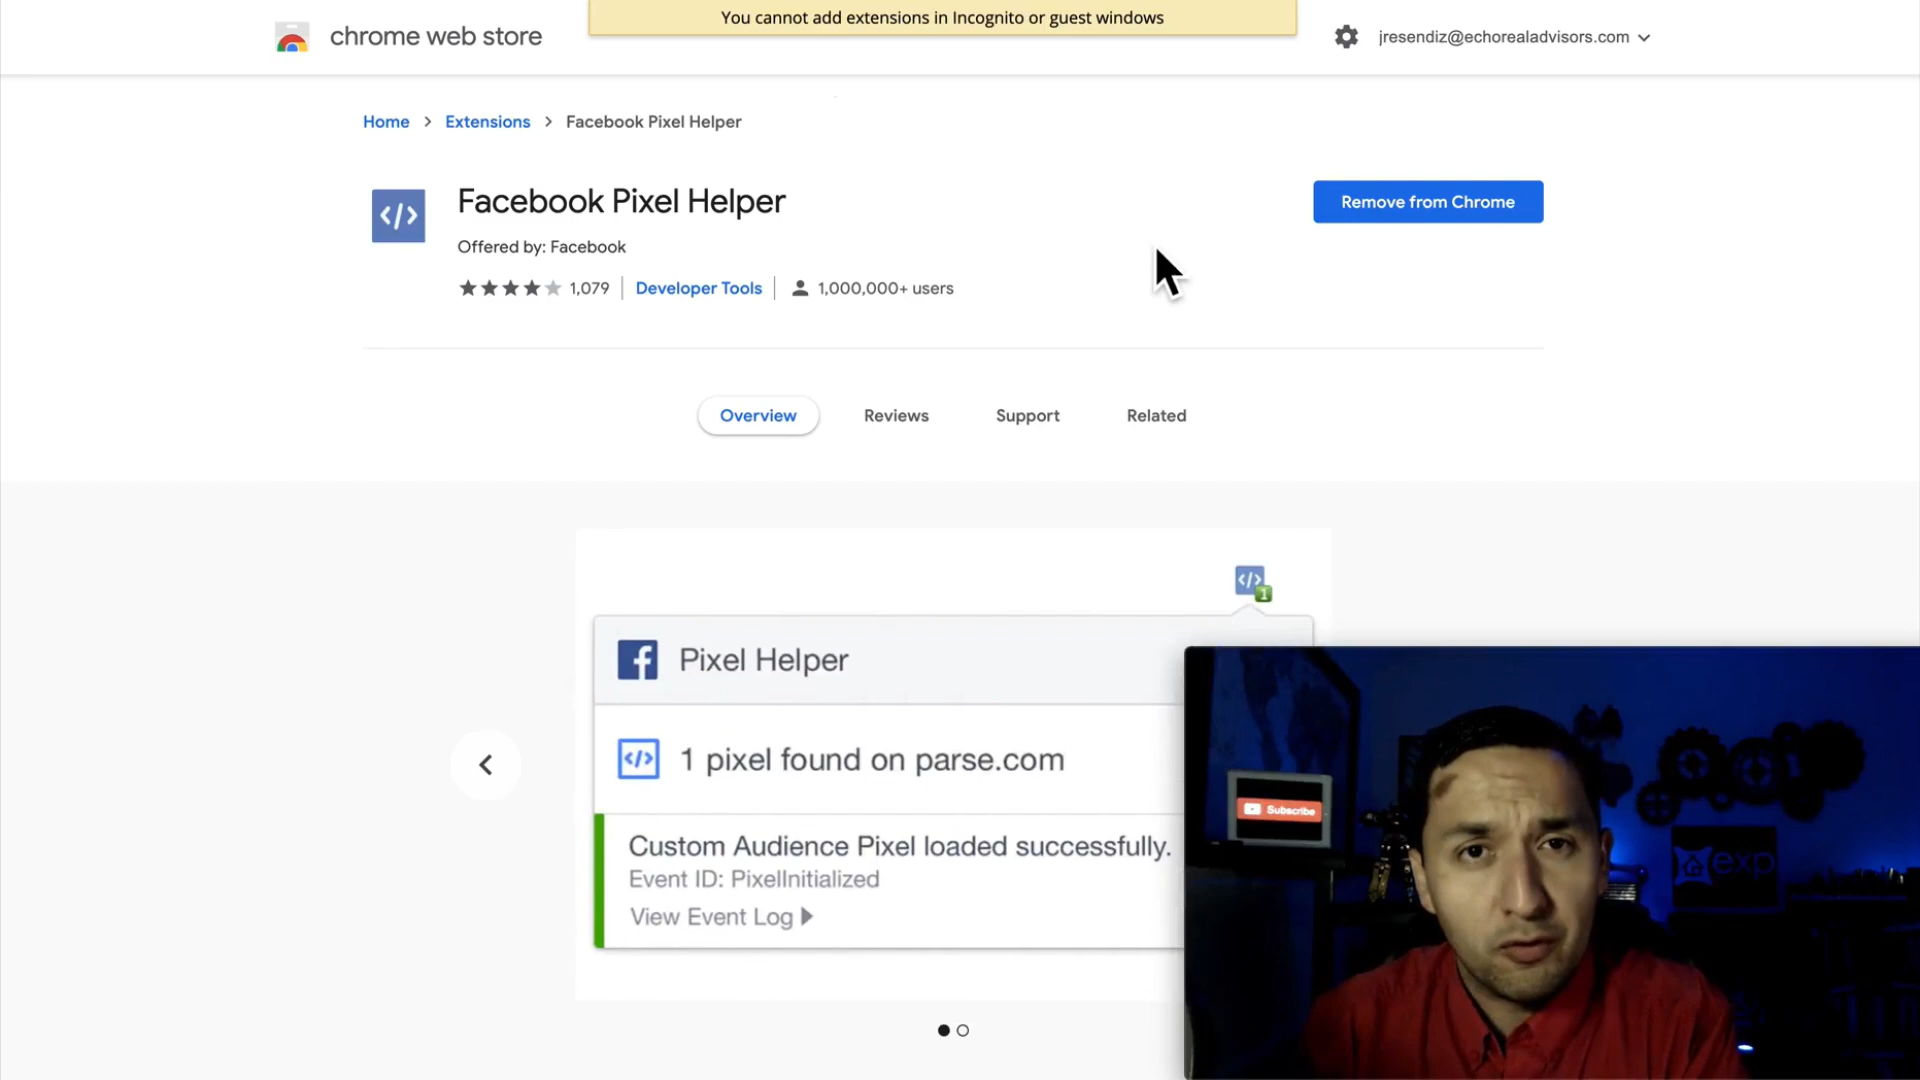 You cannot add extensions in Incognito or guest windows
chrome web store
jresendiz@echorealadvisors.com
Home > Extensions > Facebook Pixel Helper
</>
Facebook Pixel Helper
Remove from Chrome
Offered by: Facebook
1,079
Developer Tools
1,000,000+ users
Overview
Reviews
Support
Related
</>
1
f
Pixel Helper
</>
1 pixel found on parse.com
Custom Audience Pixel loaded successfully.
Event ID: PixelInitialized
View Event Log
Subscribe
exp